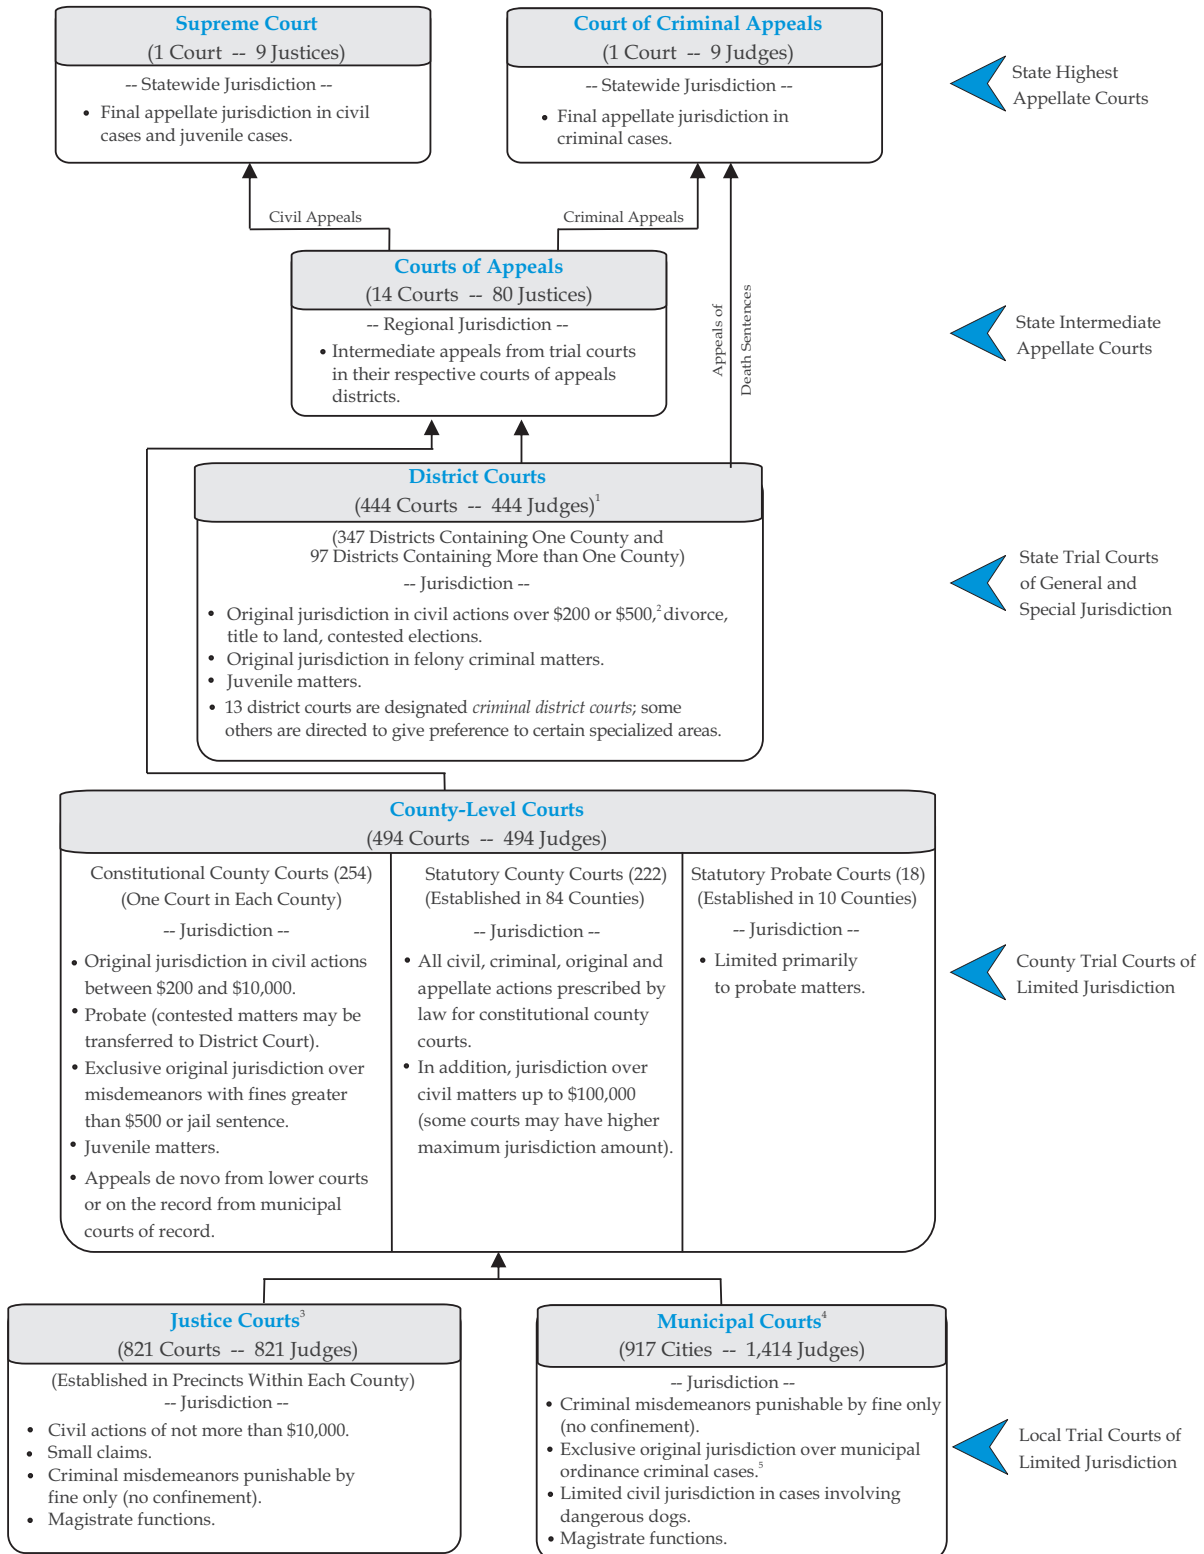 Supreme Court
(1 Court -- 9 Justices)
-- Statewide Jurisdiction --
• Final appellate jurisdiction in civil
cases and juvenile cases.
Court of Criminal Appeals
(1 Court -- 9 Judges)
-- Statewide Jurisdiction --
• Final appellate jurisdiction in
criminal cases.
State Highest
Appellate Courts
Civil Appeals
Criminal Appeals
Appeals of
Death Sentences
Courts of Appeals
(14 Courts -- 80 Justices)
-- Regional Jurisdiction --
• Intermediate appeals from trial courts
in their respective courts of appeals
districts.
State Intermediate
Appellate Courts
District Courts
(444 Courts -- 444 Judges)¹
(347 Districts Containing One County and
97 Districts Containing More than One County)
-- Jurisdiction --
• Original jurisdiction in civil actions over $200 or $500,² divorce,
title to land, contested elections.
• Original jurisdiction in felony criminal matters.
• Juvenile matters.
• 13 district courts are designated criminal district courts; some
others are directed to give preference to certain specialized areas.
State Trial Courts
of General and
Special Jurisdiction
County-Level Courts
(494 Courts -- 494 Judges)
Constitutional County Courts (254)
(One Court in Each County)
-- Jurisdiction --
• Original jurisdiction in civil actions
between $200 and $10,000.
• Probate (contested matters may be
transferred to District Court).
• Exclusive original jurisdiction over
misdemeanors with fines greater
than $500 or jail sentence.
• Juvenile matters.
• Appeals de novo from lower courts
or on the record from municipal
courts of record.
Statutory County Courts (222)
(Established in 84 Counties)
-- Jurisdiction --
• All civil, criminal, original and
appellate actions prescribed by
law for constitutional county
courts.
• In addition, jurisdiction over
civil matters up to $100,000
(some courts may have higher
maximum jurisdiction amount).
Statutory Probate Courts (18)
(Established in 10 Counties)
-- Jurisdiction --
• Limited primarily
to probate matters.
County Trial Courts of
Limited Jurisdiction
Justice Courts³
(821 Courts -- 821 Judges)
(Established in Precincts Within Each County)
-- Jurisdiction --
• Civil actions of not more than $10,000.
• Small claims.
• Criminal misdemeanors punishable by
fine only (no confinement).
• Magistrate functions.
Municipal Courts⁴
(917 Cities -- 1,414 Judges)
-- Jurisdiction --
• Criminal misdemeanors punishable by fine only
(no confinement).
• Exclusive original jurisdiction over municipal
ordinance criminal cases.⁵
• Limited civil jurisdiction in cases involving
dangerous dogs.
• Magistrate functions.
Local Trial Courts of
Limited Jurisdiction